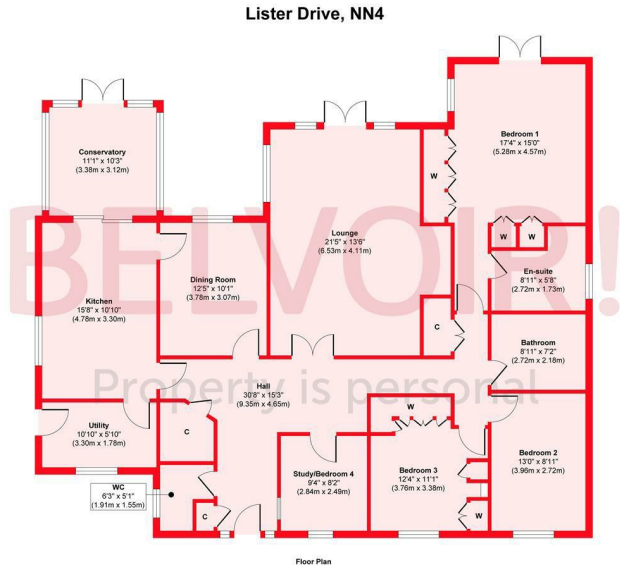 Lister Drive, NN4
Conservatory
11'1" x 10'3"
(3.38m x 3.12m)
Bedroom 1
17'4" x 15'0"
(5.28m x 4.57m)
W
W
W
BELVOIR!
Lounge
21'5" x 13'6"
(6.53m x 4.11m)
Dining Room
12'5" x 10'1"
(3.78m x 3.07m)
Kitchen
15'8" x 10'10"
(4.78m x 3.30m)
En-suite
8'11" x 5'8"
(2.72m x 1.73m)
C
Bathroom
8'11" x 7'2"
(2.72m x 2.18m)
Property is personal
Hall
30'8" x 15'3"
(9.35m x 4.65m)
W
Utility
10'10" x 5'10"
(3.30m x 1.78m)
C
Study/Bedroom 4
9'4" x 8'2"
(2.84m x 2.49m)
Bedroom 3
12'4" x 11'1"
(3.76m x 3.38m)
Bedroom 2
13'0" x 8'11"
(3.96m x 2.72m)
WC
6'3" x 5'1"
(1.91m x 1.55m)
C
W
Floor Plan